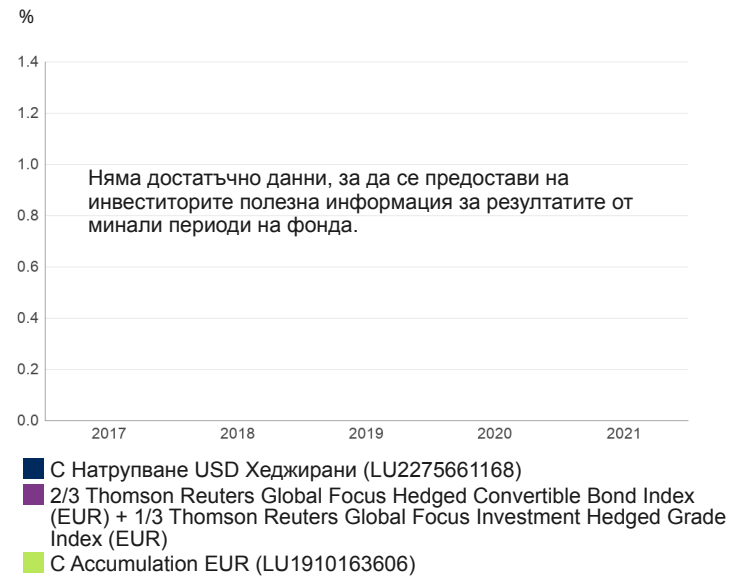 %
1.4
1.2
1.0
Няма достатъчно данни, за да се предостави на
инвеститорите полезна информация за резултатите от
минали периоди на фонда.
0.8
0.6
0.4
0.2
0.0
2017 2018 2019 2020 2021
C Натрупване USD Хеджирани (LU2275661168)
2/3 Thomson Reuters Global Focus Hedged Convertible Bond Index
(EUR) + 1/3 Thomson Reuters Global Focus Investment Hedged Grade
Index (EUR)
C Accumulation EUR (LU1910163606)